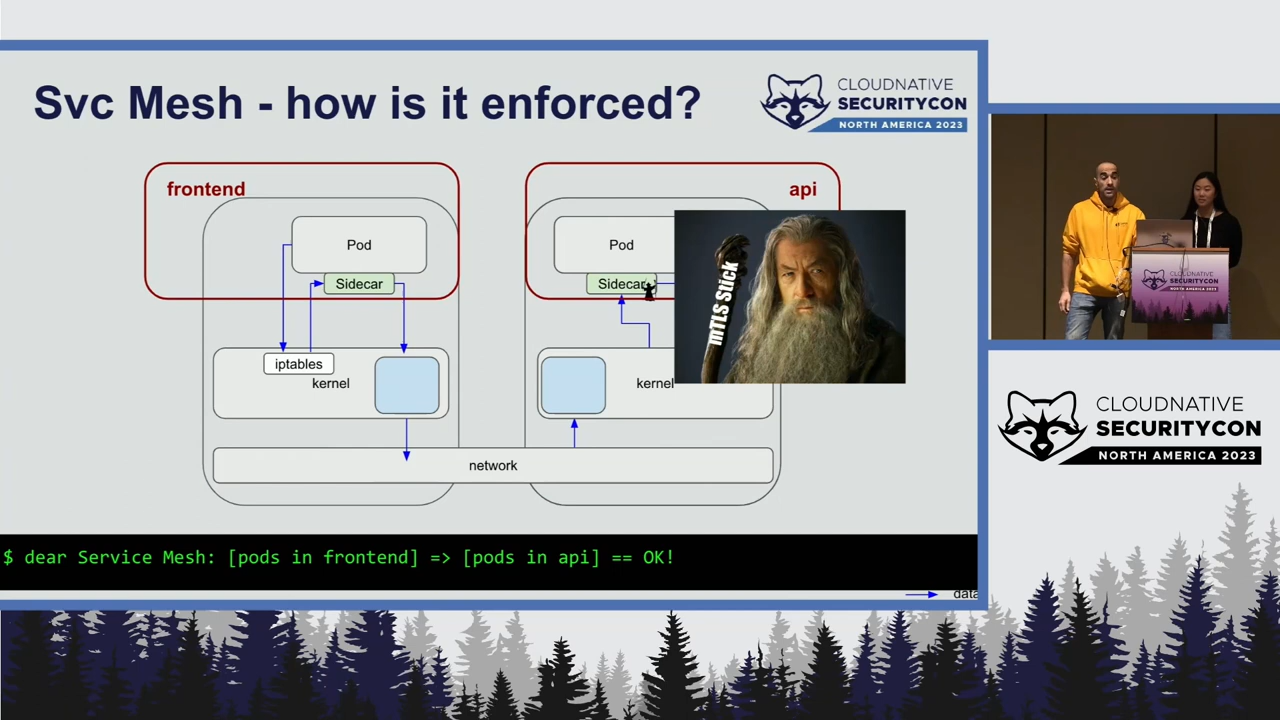 Svc Mesh - how is it enforced?
CLOUDNATIVE
SECURITYCON
NORTH AMERICA 2023
frontend
api
Pod
Pod
Sidecar
Sidecar
mTLS Stick
iptables
kernel
kernel
network
$ dear Service Mesh: [pods in frontend] => [pods in api] == OK!
data
CLOUDNATIVE
SECURITYCON
CLOUDNATIVE
SECURITYCON
NORTH AMERICA 2023